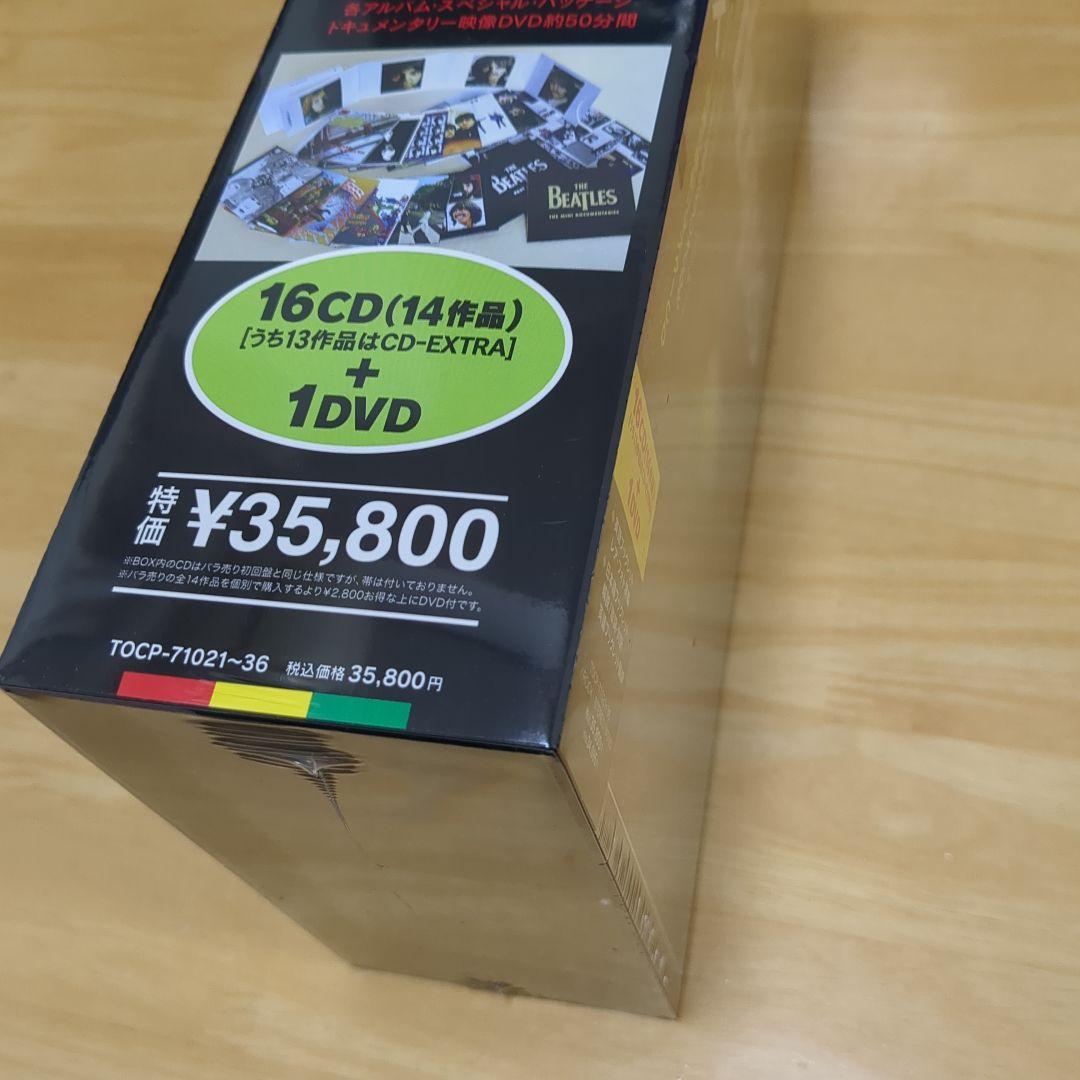 各アルバム・スペシャル・パッケージ
ドキュメンタリー映像DVD約50分間
THE
BEATLES
THE
BEATLES
THE MINI DOCUMENTARIES
16CD(14作品)
[うち13作品はCD-EXTRA]
+
1DVD
特価 ¥35,800
※BOX内のCDはバラ売り初回盤と同じ仕様ですが、帯は付いておりません。
※バラ売りの全14作品を個別で購入するより¥2,800お得な上にDVD付です。
TOCP-71021~36 税込価格 35,800円